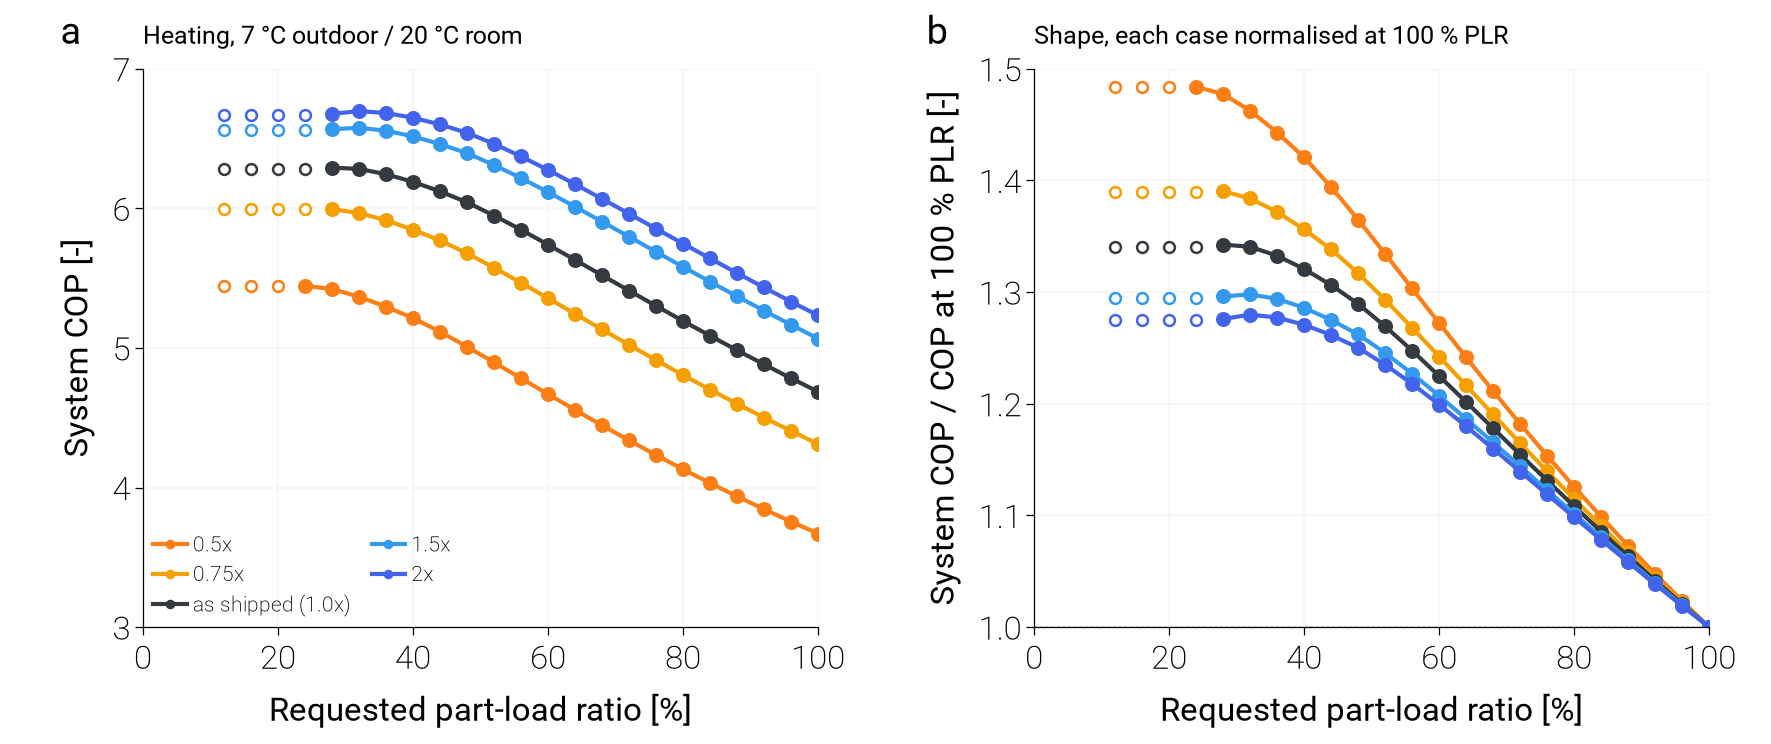 a
Heating, 7 °C outdoor / 20 °C room
7
6
5
4
3
System COP [-]
0.5x
0.75x
as shipped (1.0x)
1.5x
2x
0 20 40 60 80 100
Requested part-load ratio [%]
b
Shape, each case normalised at 100 % PLR
1.5
1.4
1.3
1.2
1.1
1.0
System COP / COP at 100 % PLR [-]
0 20 40 60 80 100
Requested part-load ratio [%]